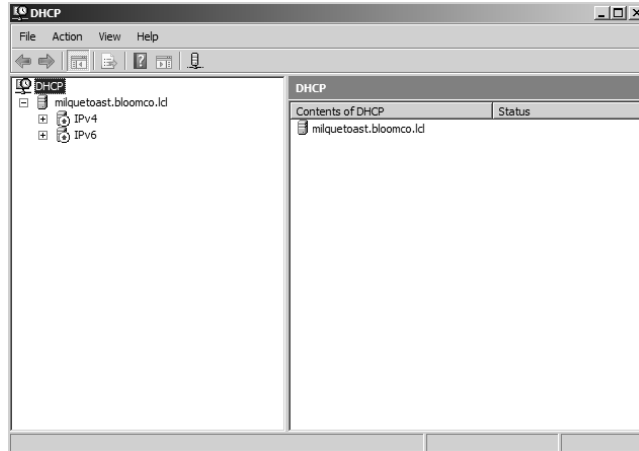 DHCP
File Action View Help
DHCP
milquetoast.bloomco.lcl
IPv4
IPv6
DHCP
Contents of DHCP Status
milquetoast.bloomco.lcl